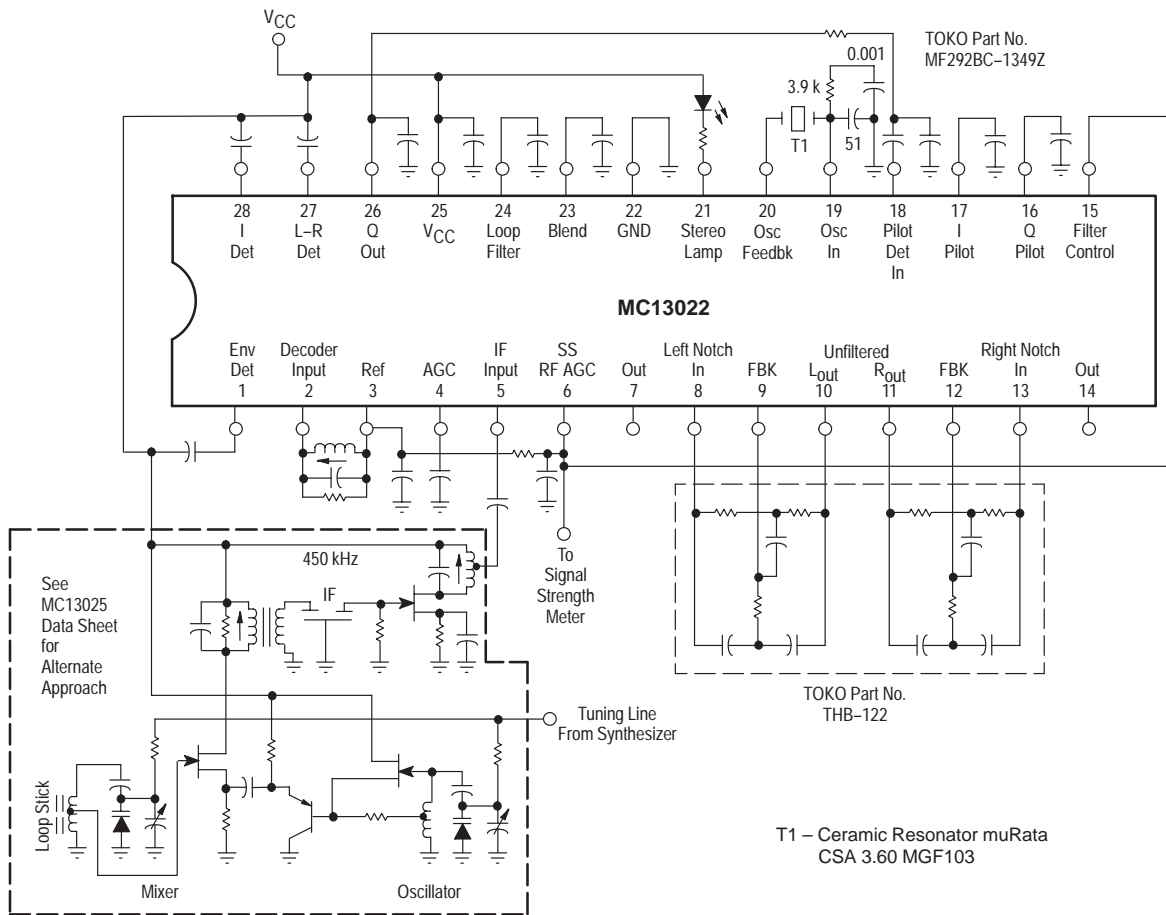 VCC
TOKO Part No.
MF292BC–1349Z
0.001
3.9 k
T1
51
28
I
Det
27
L–R
Det
26
Q
Out
25
VCC
24
Loop
Filter
23
Blend
22
GND
21
Stereo
Lamp
20
Osc
Feedbk
19
Osc
In
18
Pilot
Det
In
17
I
Pilot
16
Q
Pilot
15
Filter
Control
MC13022
Env
Det
1
Decoder
Input
2
Ref
3
AGC
4
IF
Input
5
SS
RF AGC
6
Out
7
Left Notch
In
8
FBK
9
Unfiltered
Lout
10
Rout
11
FBK
12
Right Notch
In
13
Out
14
See
MC13025
Data Sheet
for
Alternate
Approach
450 kHz
IF
To
Signal
Strength
Meter
TOKO Part No.
THB–122
Tuning Line
From Synthesizer
Loop Stick
Mixer
Oscillator
T1 – Ceramic Resonator muRata
CSA 3.60 MGF103